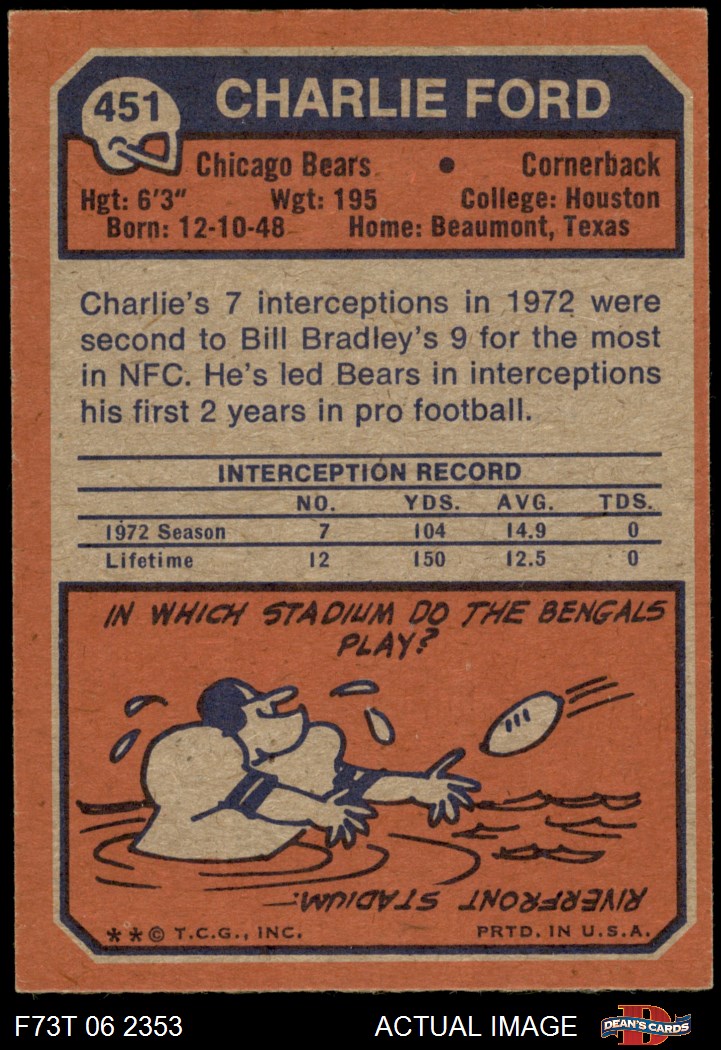 451
CHARLIE FORD
Chicago Bears • Cornerback
Hgt: 6'3" Wgt: 195 College: Houston
Born: 12-10-48 Home: Beaumont, Texas
Charlie's 7 interceptions in 1972 were
second to Bill Bradley's 9 for the most
in NFC. He's led Bears in interceptions
his first 2 years in pro football.
INTERCEPTION RECORD
NO. YDS. AVG. TDS.
1972 Season 7 104 14.9 0
Lifetime 12 150 12.5 0
IN WHICH STADIUM DO THE BENGALS
PLAY?
RIVERFRONT STADIUM.
**© T.C.G., INC. PRTD. IN U.S.A.
F73T 06 2353 ACTUAL IMAGE DEAN'S CARDS